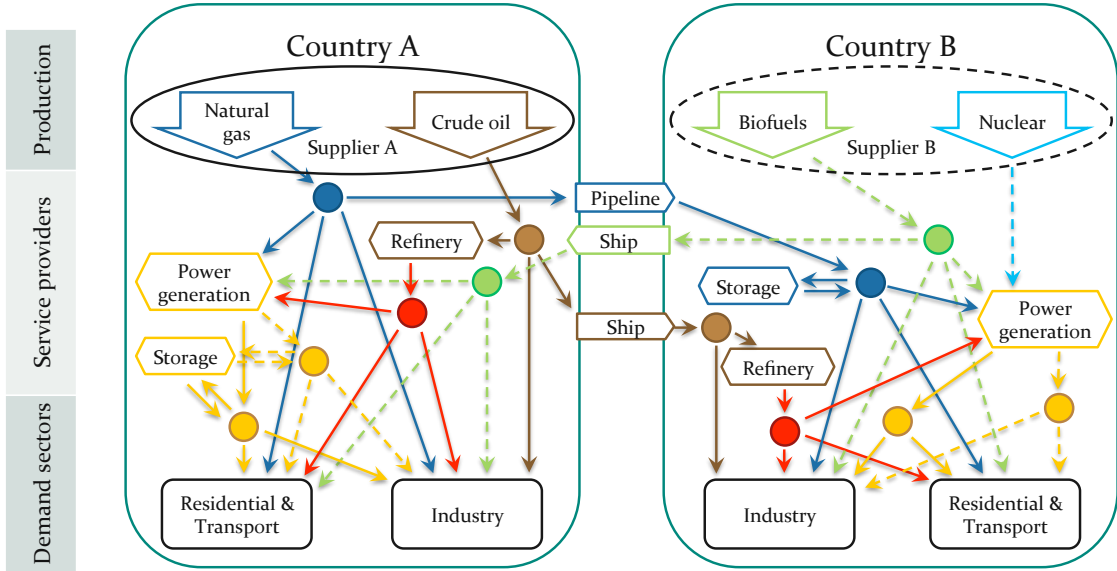 Country A
Country B
Production
Natural
gas
Crude oil
Supplier A
Biofuels
Nuclear
Supplier B
Service providers
Pipeline
Refinery
Ship
Power
generation
Storage
Storage
Power
generation
Ship
Refinery
Demand sectors
Residential &
Transport
Industry
Industry
Residential &
Transport